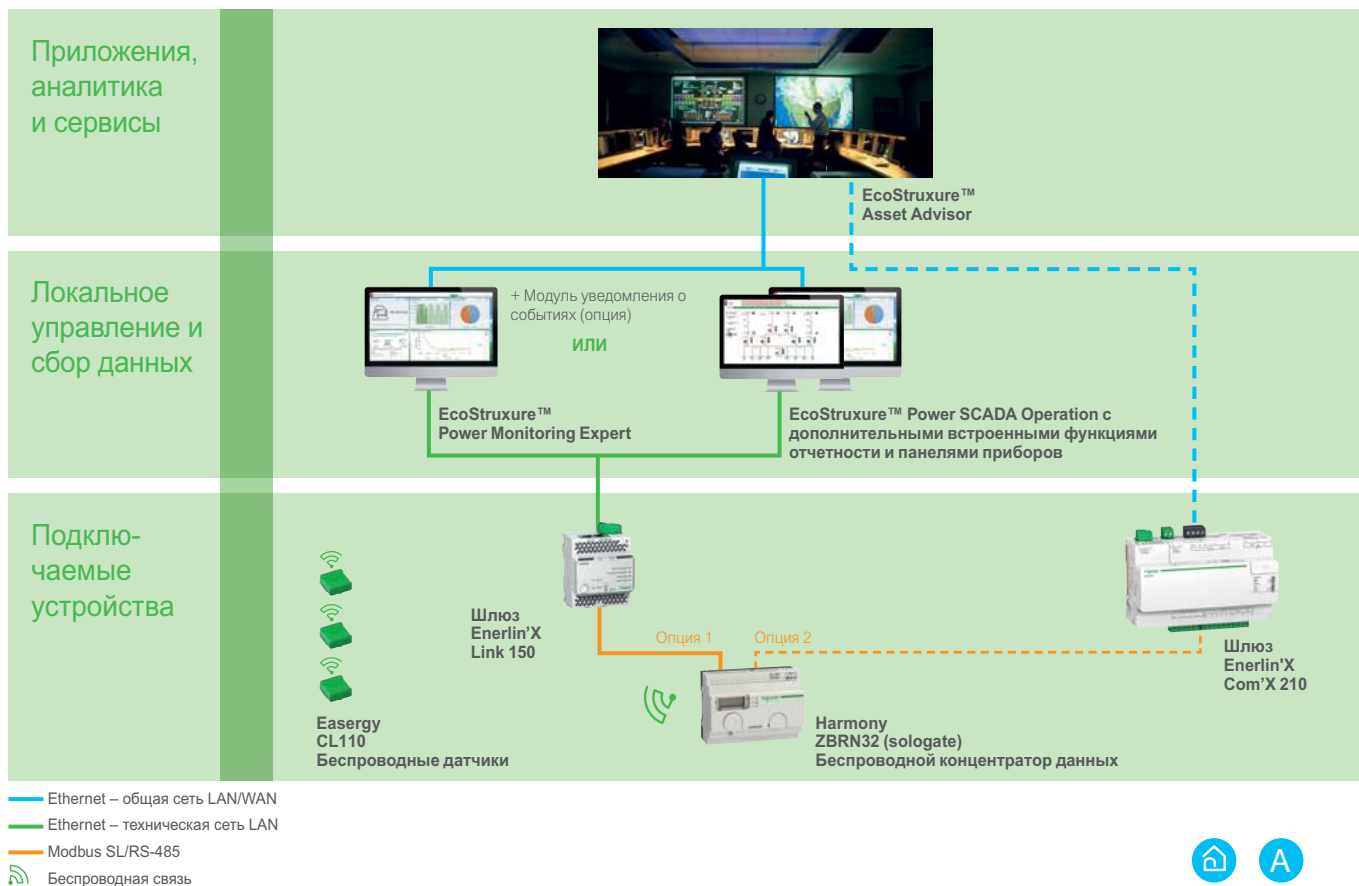 Приложения,
аналитика
и сервисы
EcoStruxure™
Asset Advisor
Локальное
управление и
сбор данных
+ Модуль уведомления о
событиях (опция)
ИЛИ
EcoStruxure™
Power Monitoring Expert
EcoStruxure™ Power SCADA Operation с
дополнительными встроенными функциями
отчетности и панелями приборов
Подклю-
чаемые
устройства
Шлюз
Enerlin’X
Link 150
Опция 1
Опция 2
Шлюз
Enerlin'X
Com’X 210
Easergy
CL110
Беспроводные датчики
Harmony
ZBRN32 (sologate)
Беспроводной концентратор данных
Ethernet – общая сеть LAN/WAN
Ethernet – техническая сеть LAN
Modbus SL/RS-485
Беспроводная связь
A